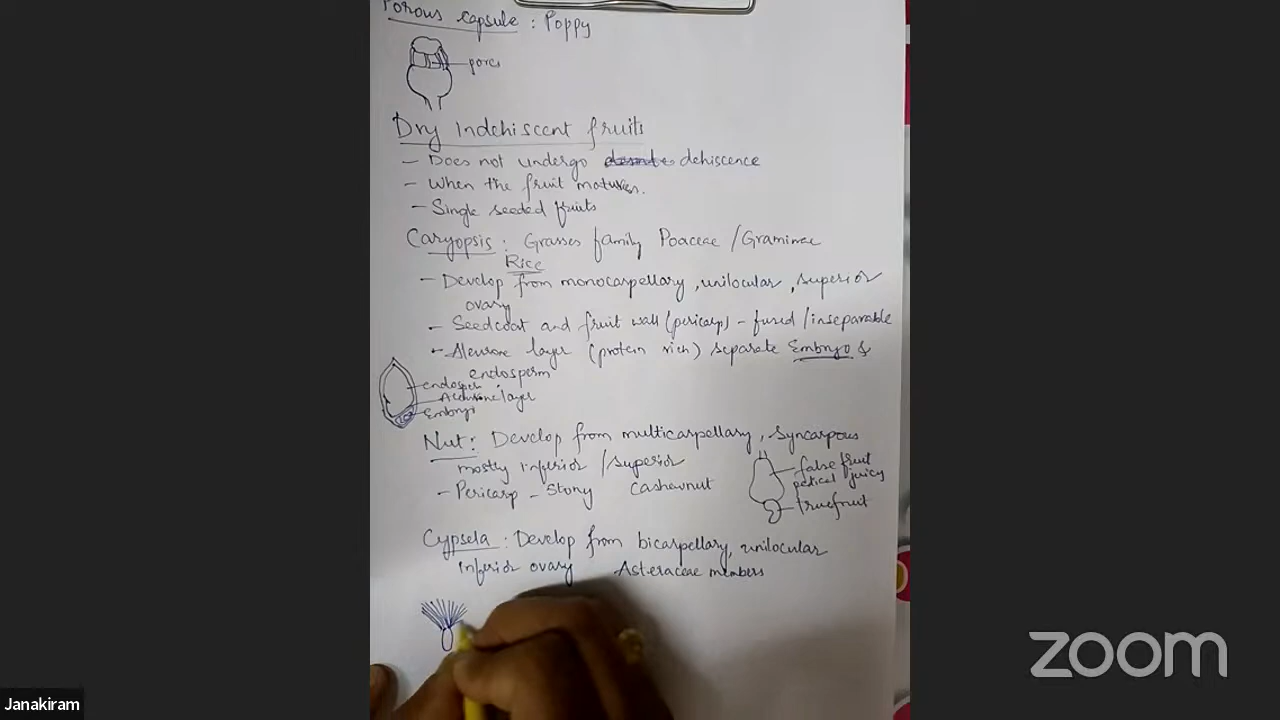 Porous capsule : Poppy
pores
Dry Indehiscent fruits
- Does not undergo dehiscence
- When the fruit matures.
- Single seeded fruits
Caryopsis : Grasses family Poaceae / Graminae
Rice
- Develop from monocarpellary, unilocular, superior
ovary
- Seedcoat and fruit wall (pericarp) - fused / inseparable
- Aleurone layer (protein rich) separate Embryo &
endosperm
endosperm
Aleurone layer
Embryo
Nut : Develop from multicarpellary, syncarpous
mostly inferior / superior
false fruit
pedical juicy
- Pericarp - Stony Cashewnut
true fruit
Cypsela : Develop from bicarpellary, unilocular
Inferior ovary Asteraceae members
zoom
Janakiram